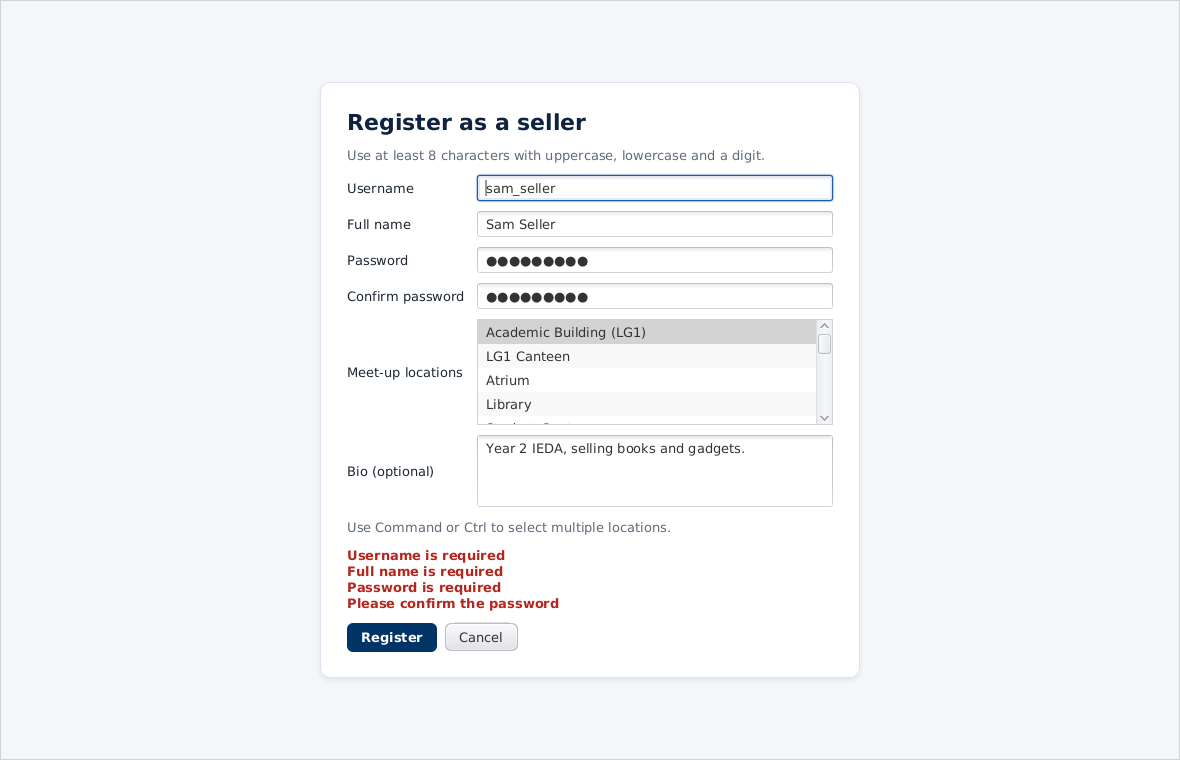 Register as a seller
Use at least 8 characters with uppercase, lowercase and a digit.
Username
sam_seller
Full name
Sam Seller
Password
●●●●●●●●●
Confirm password
●●●●●●●●●
Meet-up locations
Academic Building (LG1)
LG1 Canteen
Atrium
Library
Bio (optional)
Year 2 IEDA, selling books and gadgets.
Use Command or Ctrl to select multiple locations.
Username is required
Full name is required
Password is required
Please confirm the password
Register
Cancel